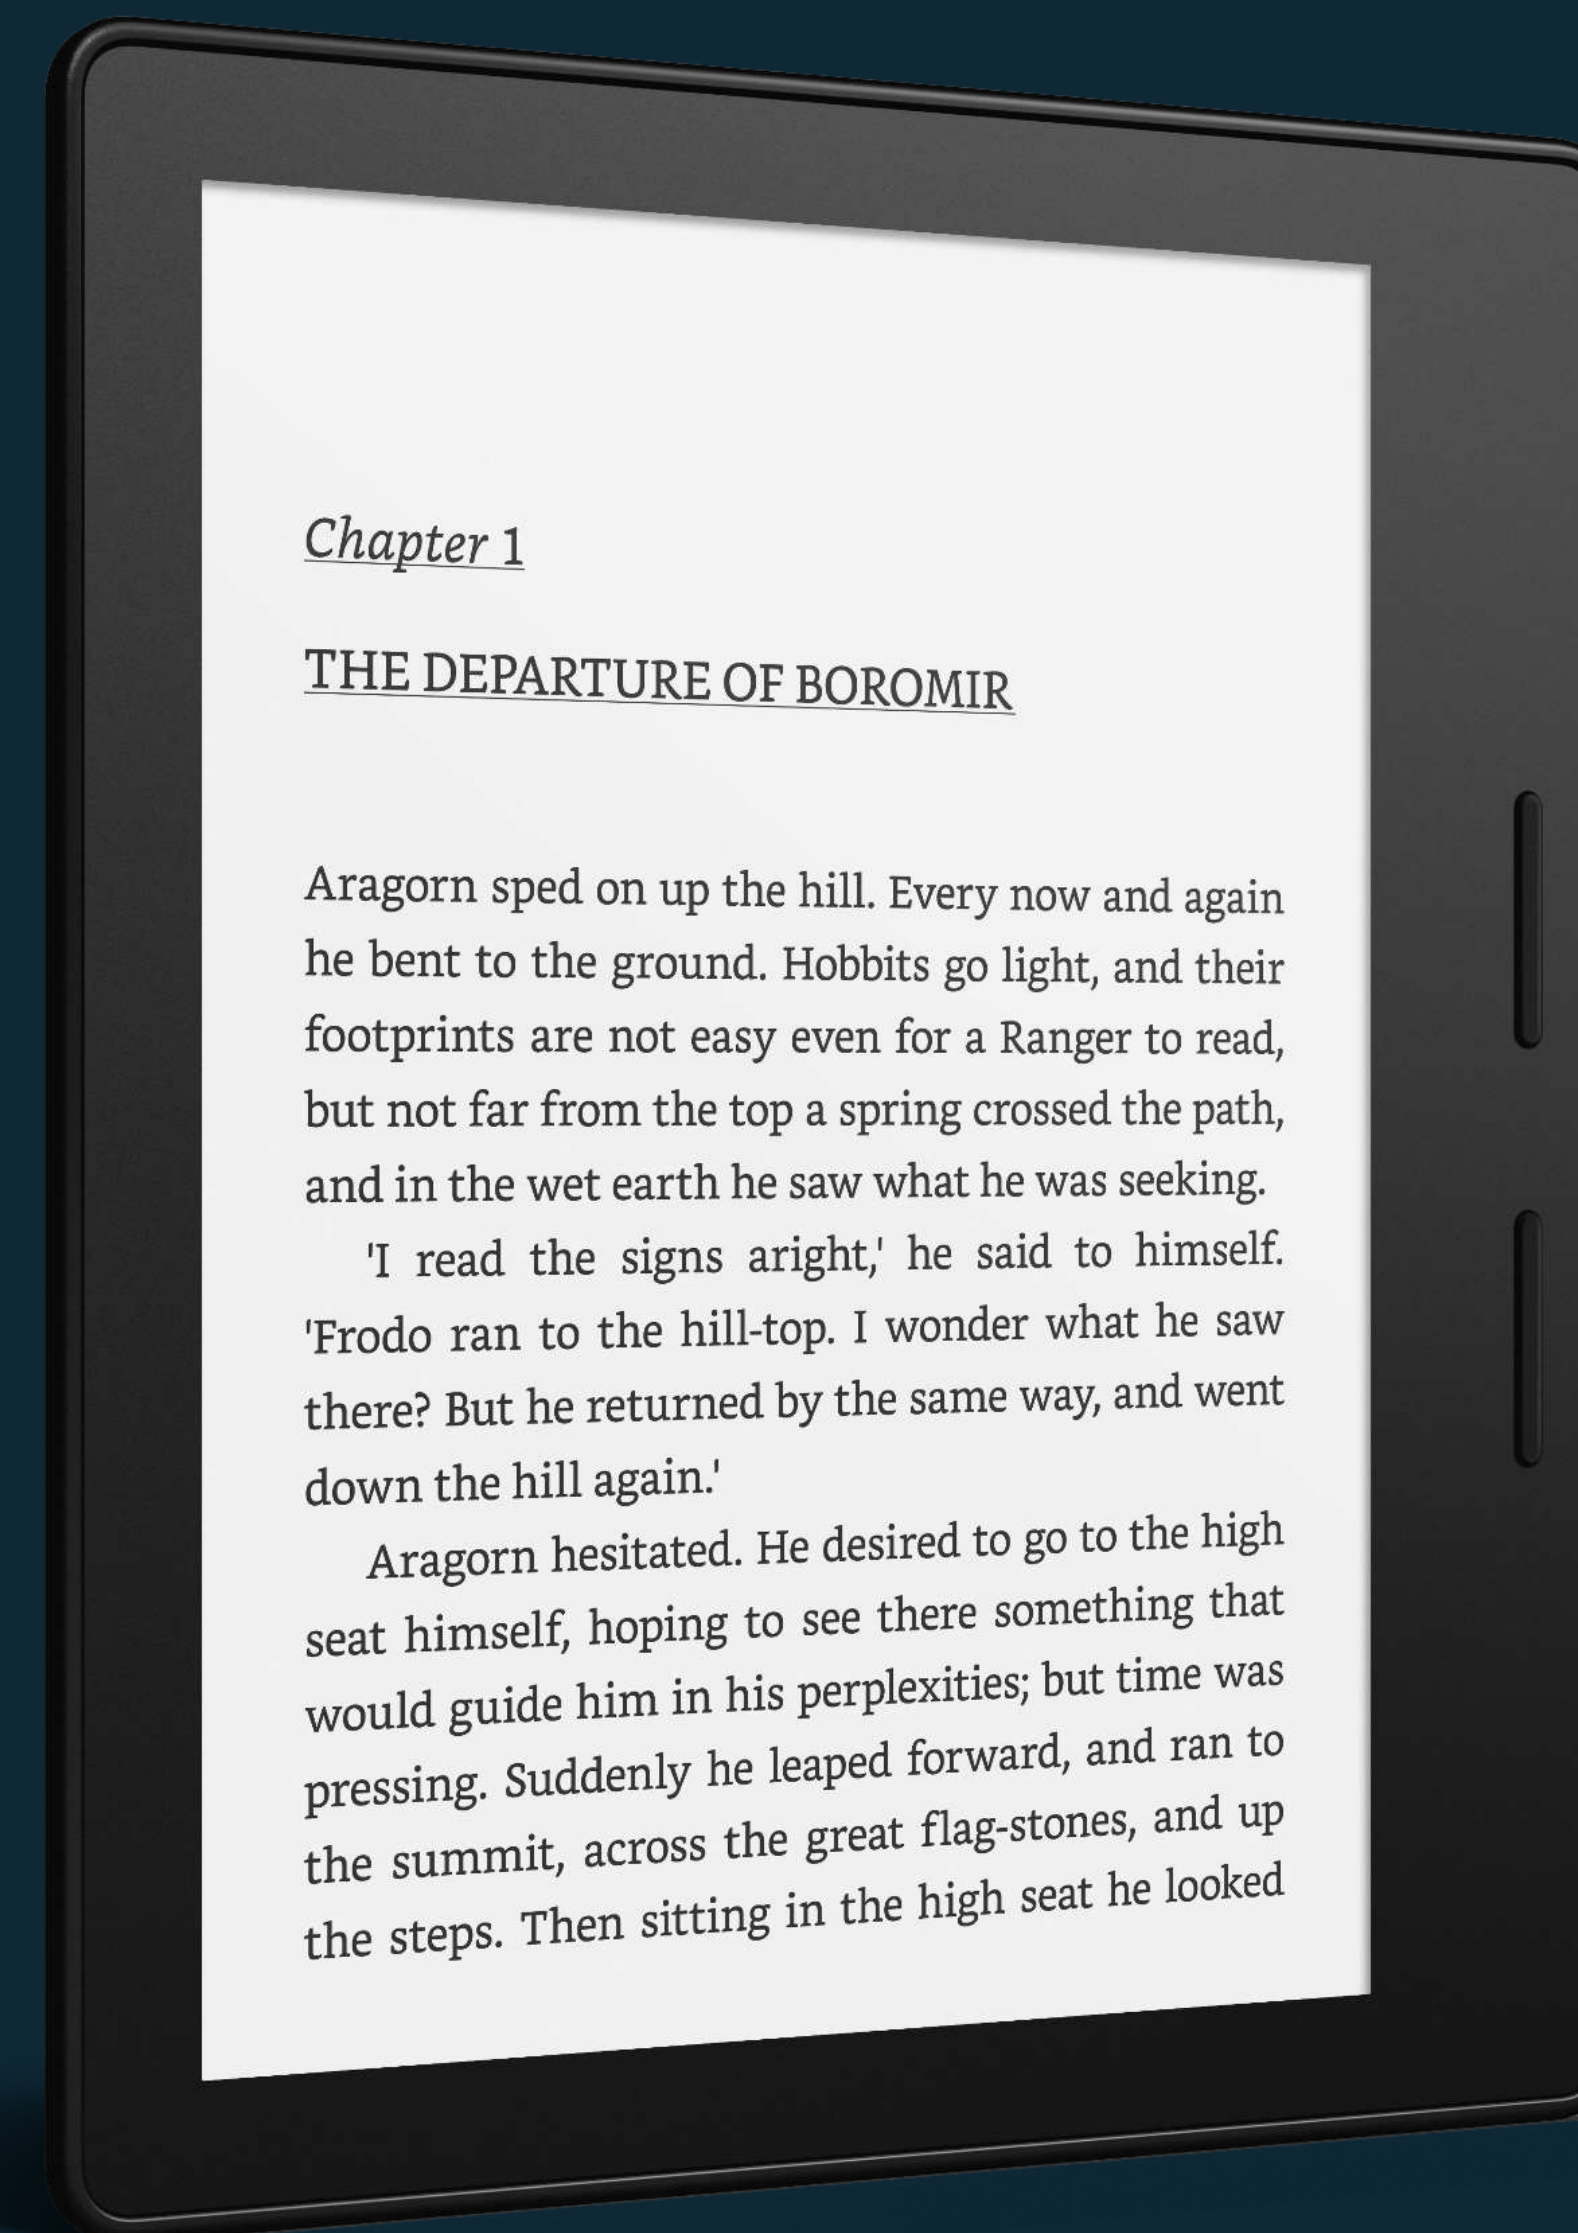 Chapter 1
THE DEPARTURE OF BOROMIR
Aragorn sped on up the hill. Every now and again
he bent to the ground. Hobbits go light, and their
footprints are not easy even for a Ranger to read,
but not far from the top a spring crossed the path,
and in the wet earth he saw what he was seeking.
'I read the signs aright,' he said to himself.
'Frodo ran to the hill-top. I wonder what he saw
there? But he returned by the same way, and went
down the hill again.'
Aragorn hesitated. He desired to go to the high
seat himself, hoping to see there something that
would guide him in his perplexities; but time was
pressing. Suddenly he leaped forward, and ran to
the summit, across the great flag-stones, and up
the steps. Then sitting in the high seat he looked